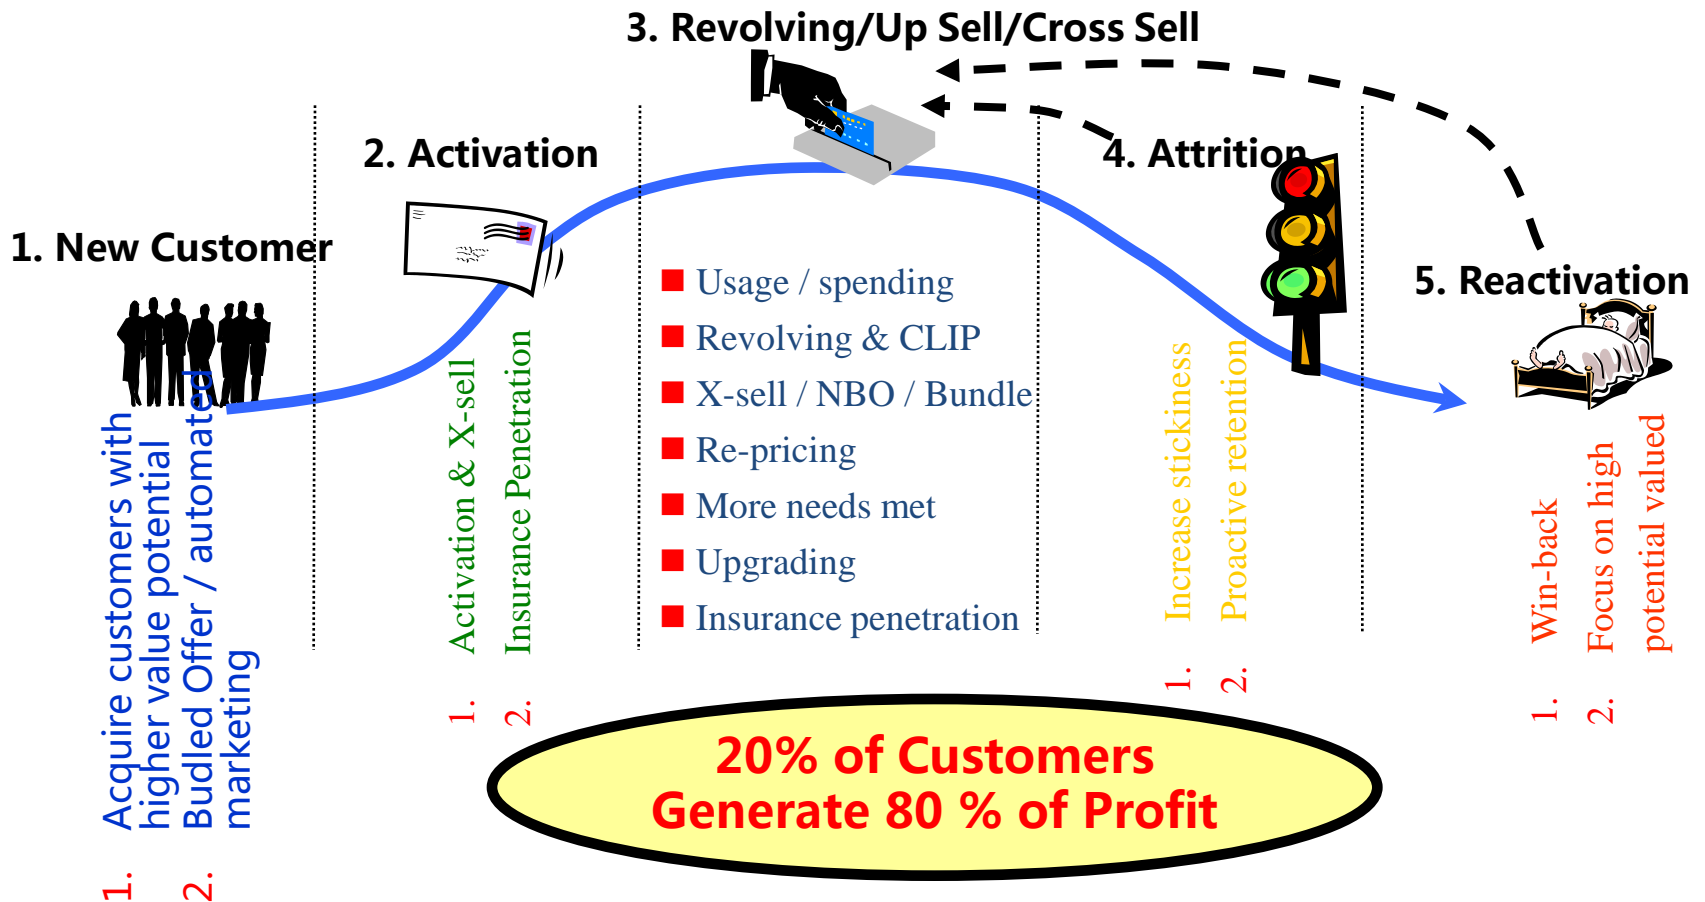 3. Revolving/Up Sell/Cross Sell
2. Activation
4. Attrition
1. New Customer
5. Reactivation
1. Acquire customers with
higher value potential
2. Budled Offer / automated
marketing
1. Activation & X-sell
2. Insurance Penetration
Usage / spending
Revolving & CLIP
X-sell / NBO / Bundle
Re-pricing
More needs met
Upgrading
Insurance penetration
1. Increase stickiness
2. Proactive retention
1. Win-back
2. Focus on high
potential valued
20% of Customers
Generate 80 % of Profit